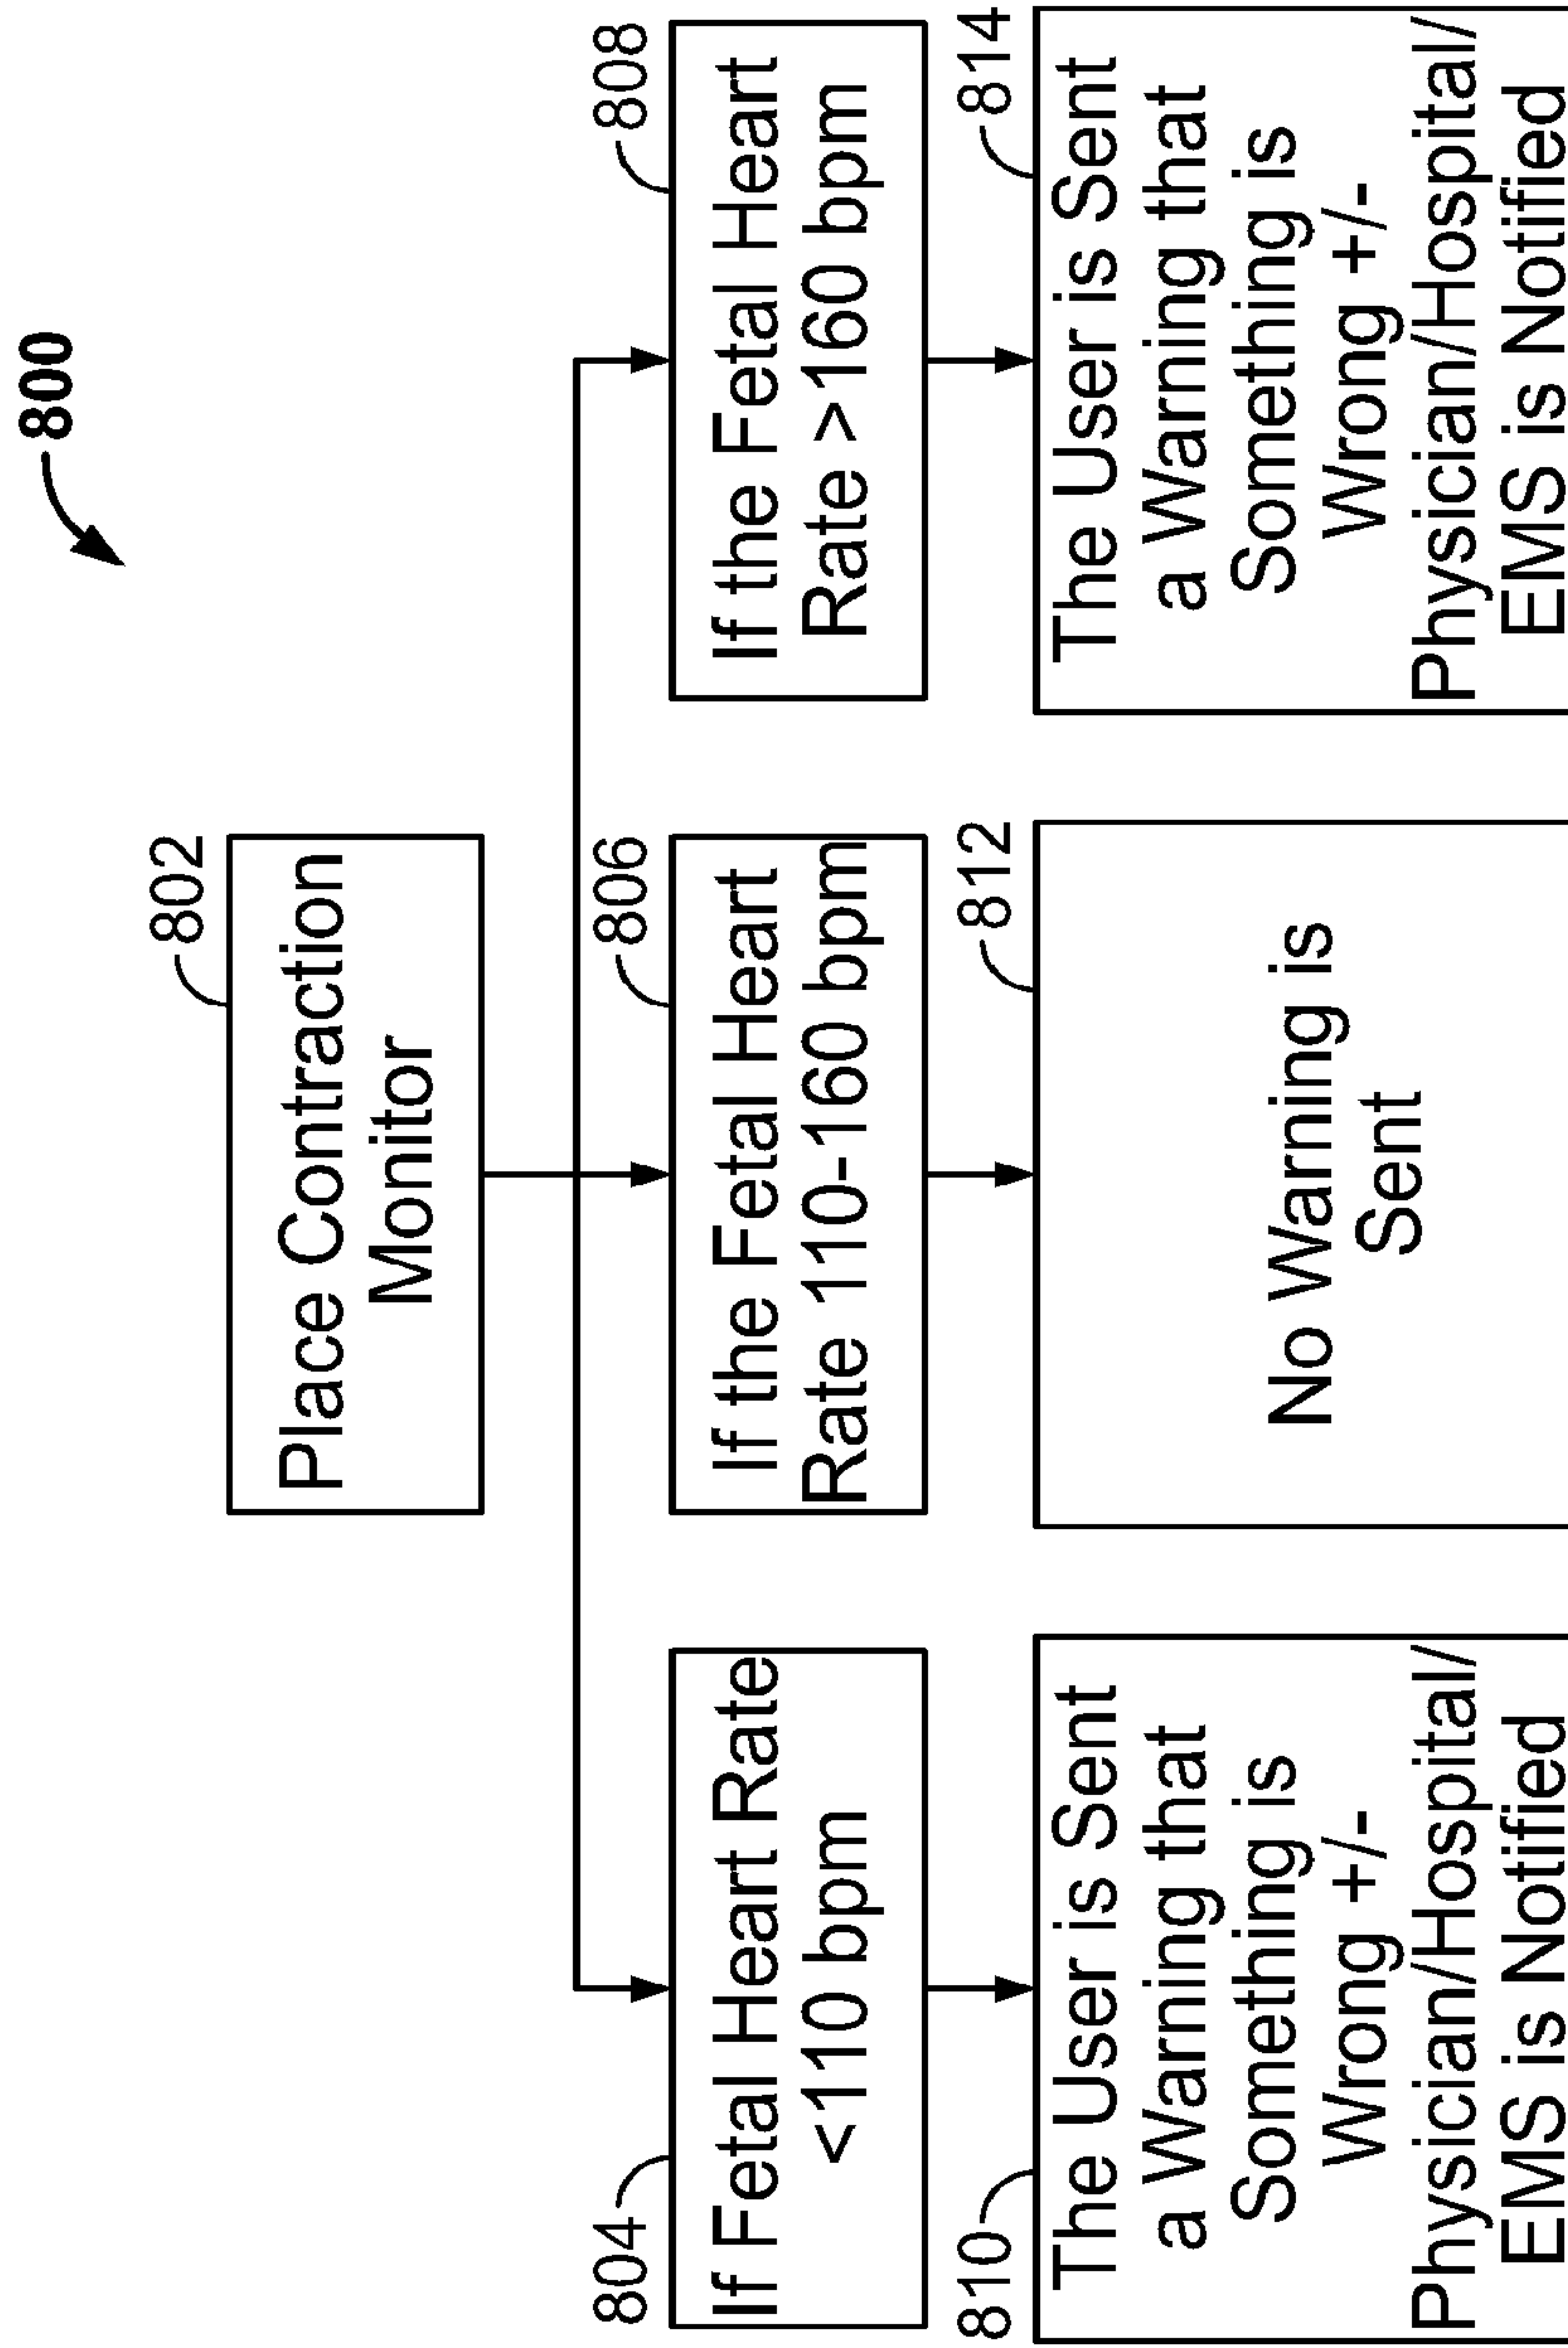 800
802
Place Contraction
Monitor
804
If Fetal Heart Rate
<110 bpm
806
If the Fetal Heart
Rate 110-160 bpm
808
If the Fetal Heart
Rate >160 bpm
810
The User is Sent
a Warning that
Something is
Wrong +/-
Physician/Hospital/
EMS is Notified
812
No Warning is
Sent
814
The User is Sent
a Warning that
Something is
Wrong +/-
Physician/Hospital/
EMS is Notified